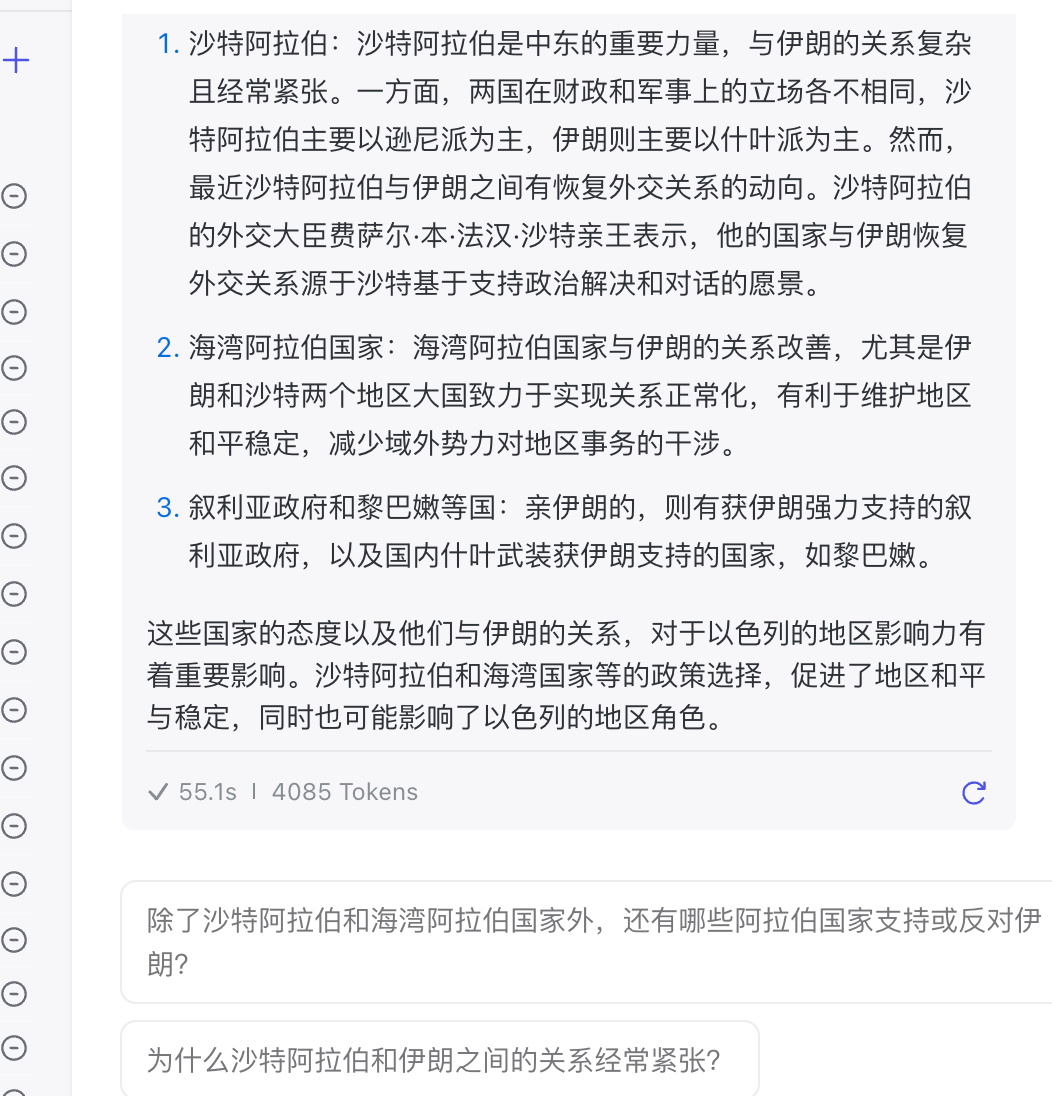 1. 沙特阿拉伯：沙特阿拉伯是中东的重要力量，与伊朗的关系复杂
且经常紧张。一方面，两国在财政和军事上的立场各不相同，沙
特阿拉伯主要以逊尼派为主，伊朗则主要以什叶派为主。然而，
最近沙特阿拉伯与伊朗之间有恢复外交关系的动向。沙特阿拉伯
的外交大臣费萨尔·本·法汉·沙特亲王表示，他的国家与伊朗恢复
外交关系源于沙特基于支持政治解决和对话的愿景。
2. 海湾阿拉伯国家：海湾阿拉伯国家与伊朗的关系改善，尤其是伊
朗和沙特两个地区大国致力于实现关系正常化，有利于维护地区
和平稳定，减少域外势力对地区事务的干涉。
3. 叙利亚政府和黎巴嫩等国：亲伊朗的，则有获伊朗强力支持的叙
利亚政府，以及国内什叶武装获伊朗支持的国家，如黎巴嫩。
这些国家的态度以及他们与伊朗的关系，对于以色列的地区影响力有
着重要影响。沙特阿拉伯和海湾国家等的政策选择，促进了地区和平
与稳定，同时也可能影响了以色列的地区角色。
55.1s | 4085 Tokens
除了沙特阿拉伯和海湾阿拉伯国家外，还有哪些阿拉伯国家支持或反对伊
朗?
为什么沙特阿拉伯和伊朗之间的关系经常紧张?